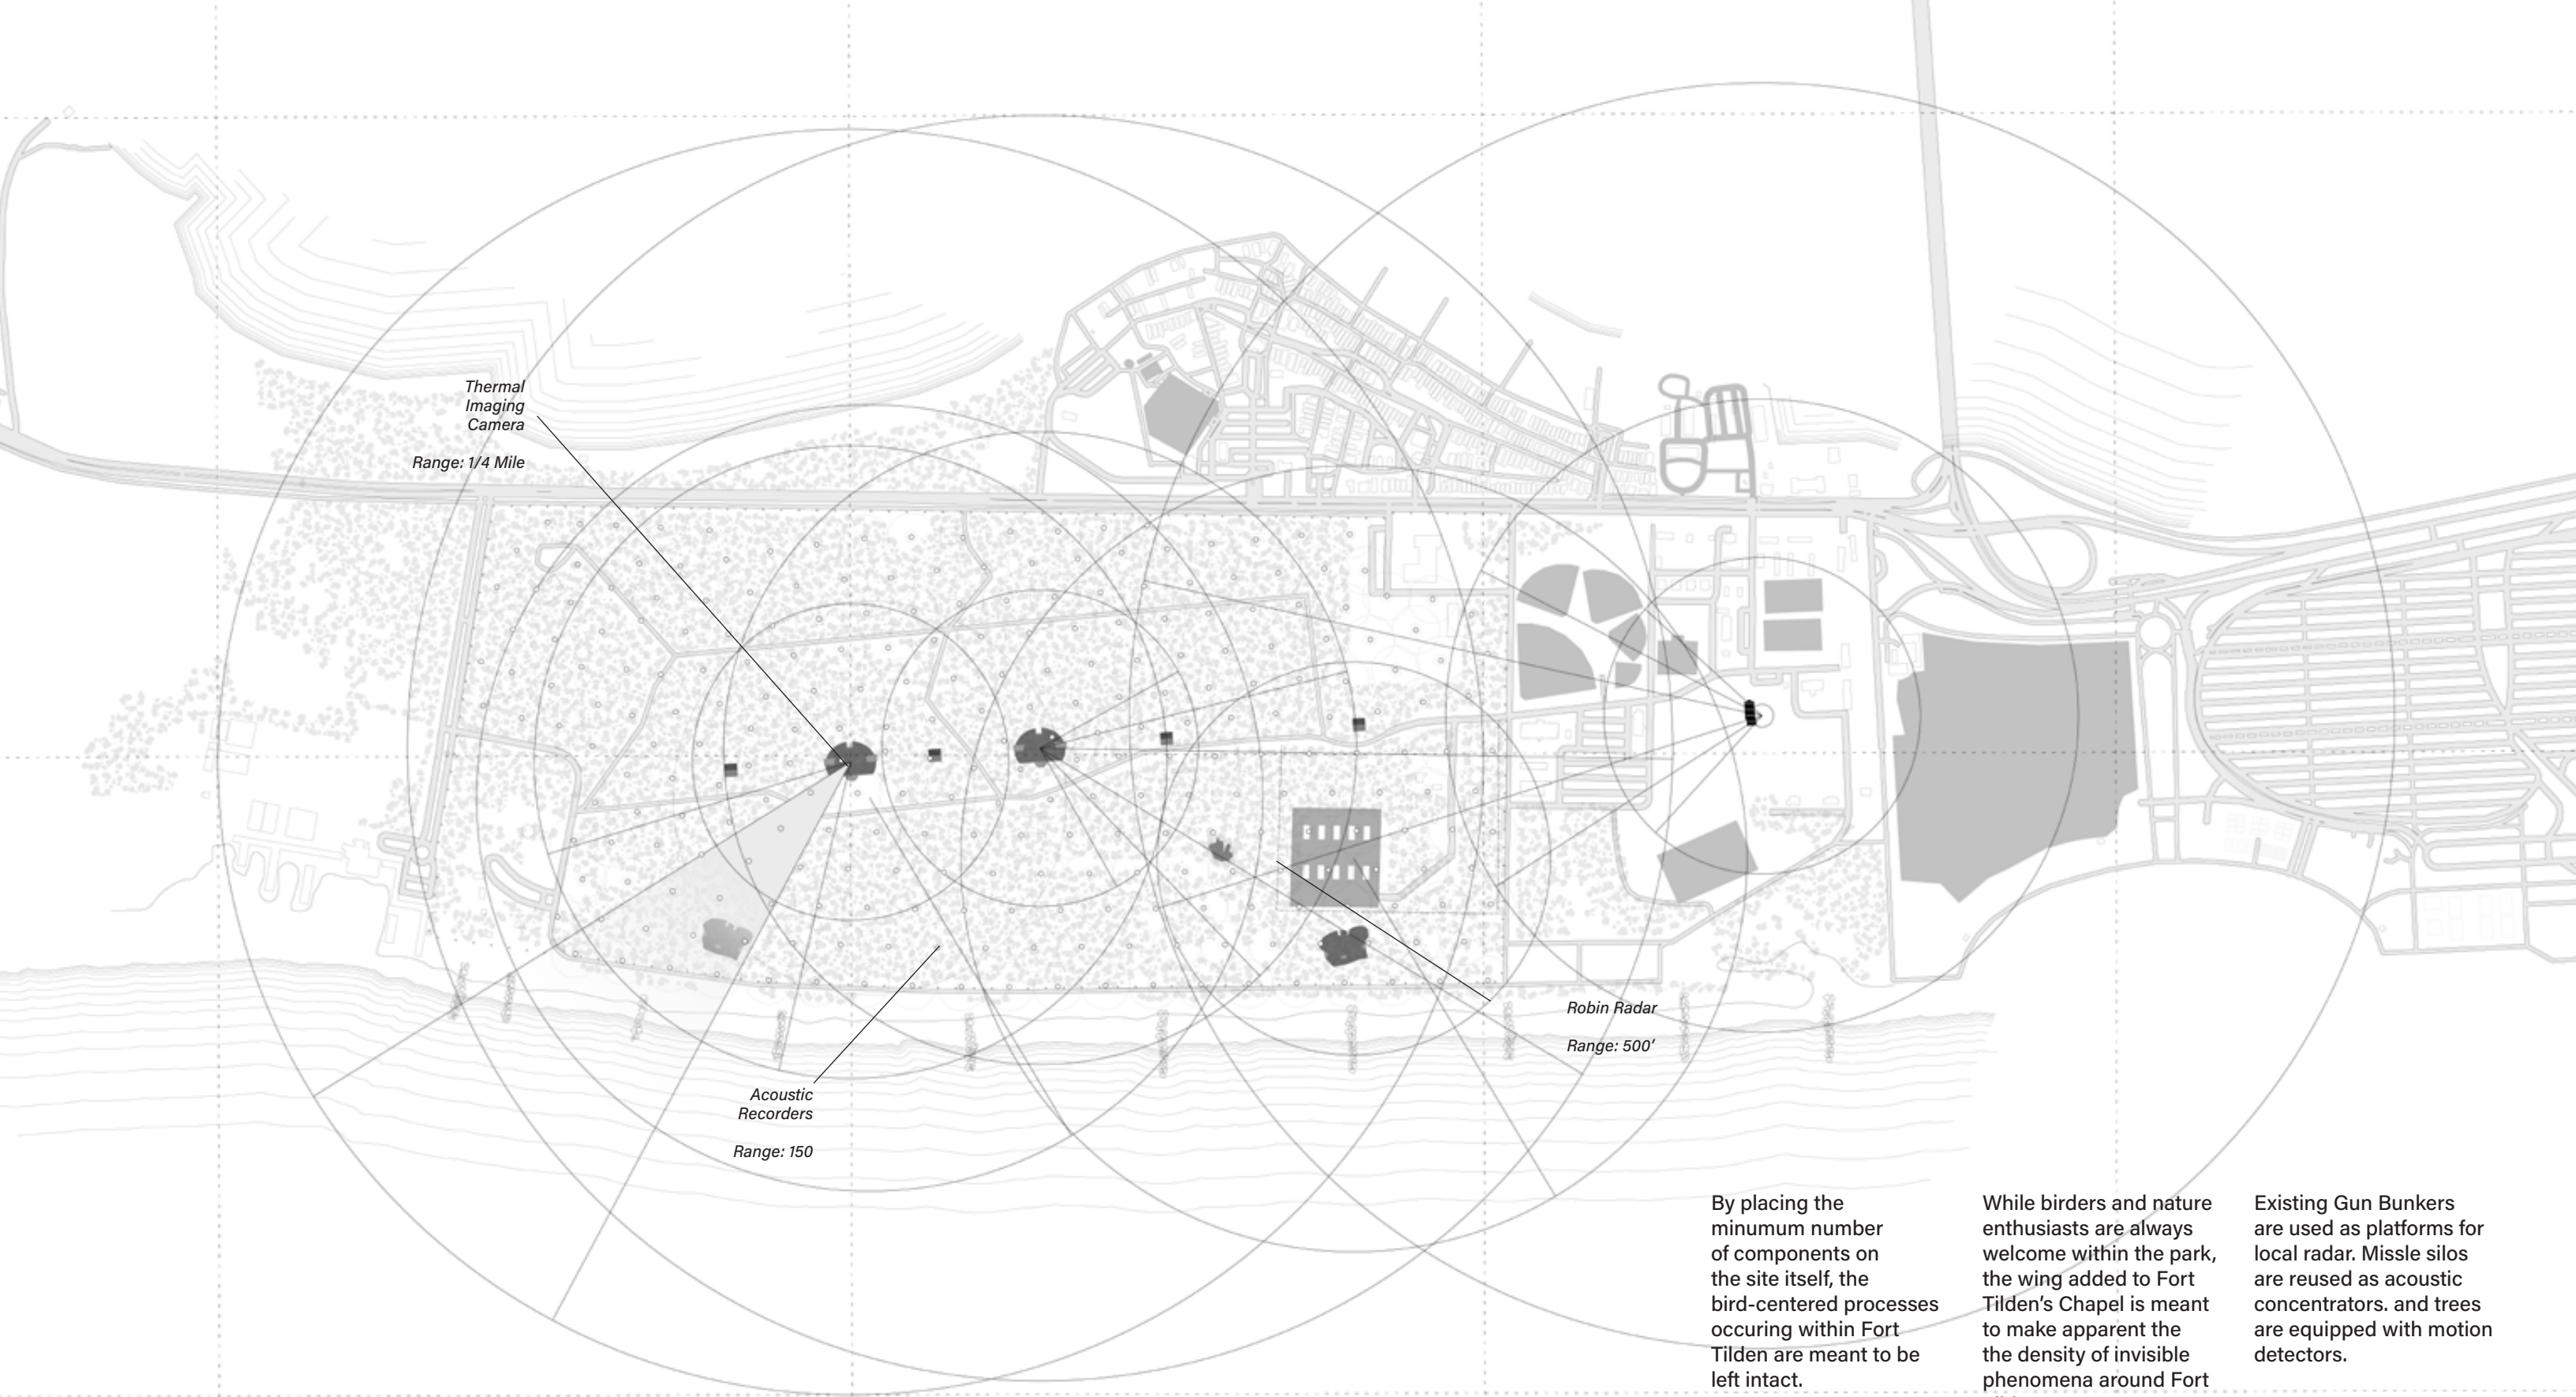 Thermal
Imaging
Camera
Range: 1/4 Mile
Acoustic
Recorders
Range: 150
Robin Radar
Range: 500'
By placing the
minumum number
of components on
the site itself, the
bird-centered processes
occuring within Fort
Tilden are meant to be
left intact.
While birders and nature
enthusiasts are always
welcome within the park,
the wing added to Fort
Tilden's Chapel is meant
to make apparent the
the density of invisible
phenomena around Fort
Existing Gun Bunkers
are used as platforms for
local radar. Missle silos
are reused as acoustic
concentrators. and trees
are equipped with motion
detectors.